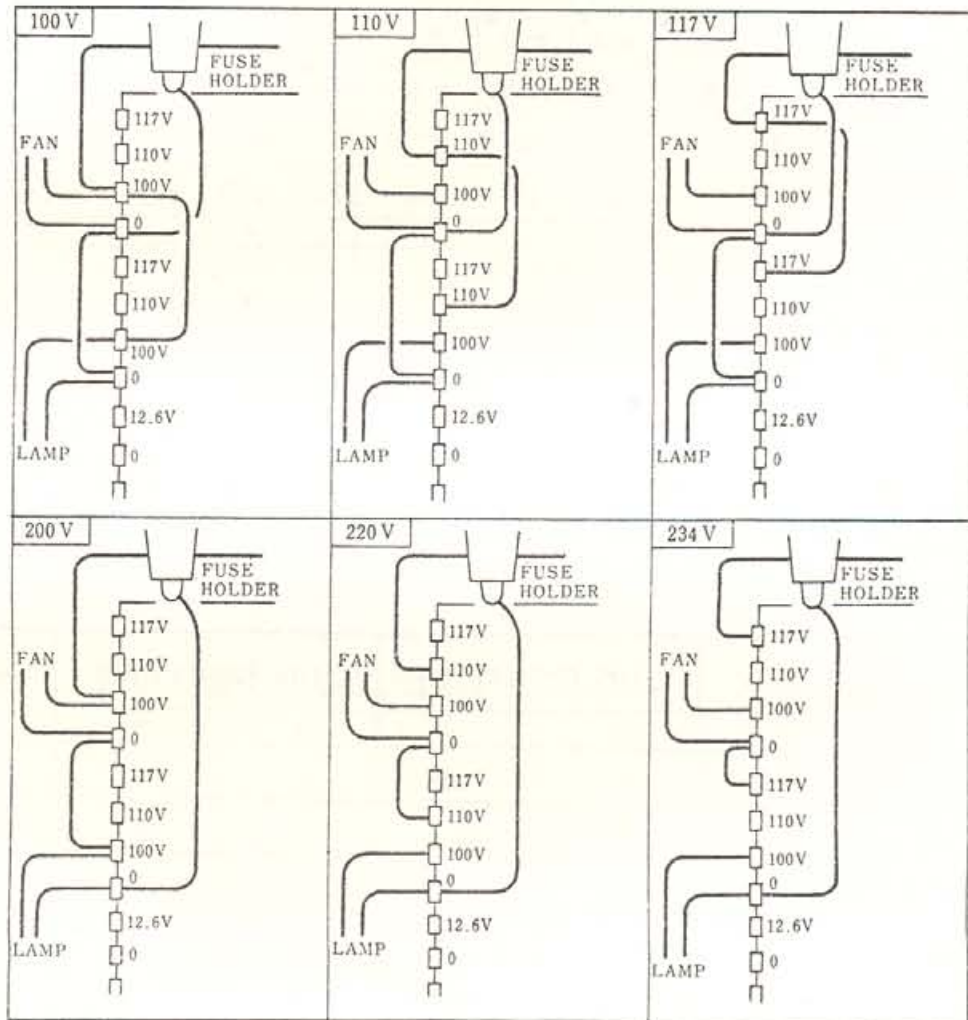 100 V
FUSE
HOLDER
117V
FAN
110V
100V
0
117V
110V
100V
0
12.6V
LAMP
0
110 V
FUSE
HOLDER
117V
FAN
110V
100V
0
117V
110V
100V
0
12.6V
LAMP
0
117 V
FUSE
HOLDER
117V
FAN
110V
100V
0
117V
110V
100V
0
12.6V
LAMP
0
200 V
FUSE
HOLDER
117V
FAN
110V
100V
0
117V
110V
100V
0
12.6V
LAMP
0
220 V
FUSE
HOLDER
117V
FAN
110V
100V
0
117V
110V
100V
0
12.6V
LAMP
0
234 V
FUSE
HOLDER
117V
FAN
110V
100V
0
117V
110V
100V
0
12.6V
LAMP
0